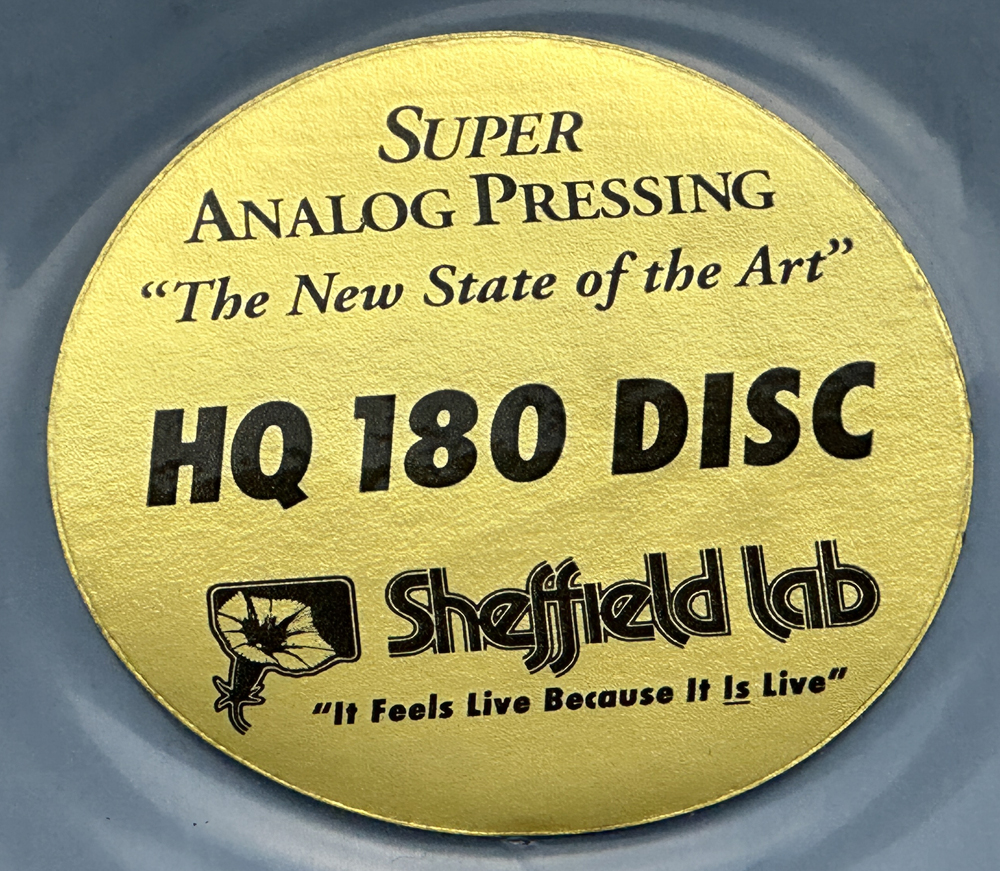 SUPER
ANALOG PRESSING
“The New State of the Art”
HQ 180 DISC
Sheffield lab
“It Feels Live Because It Is Live”